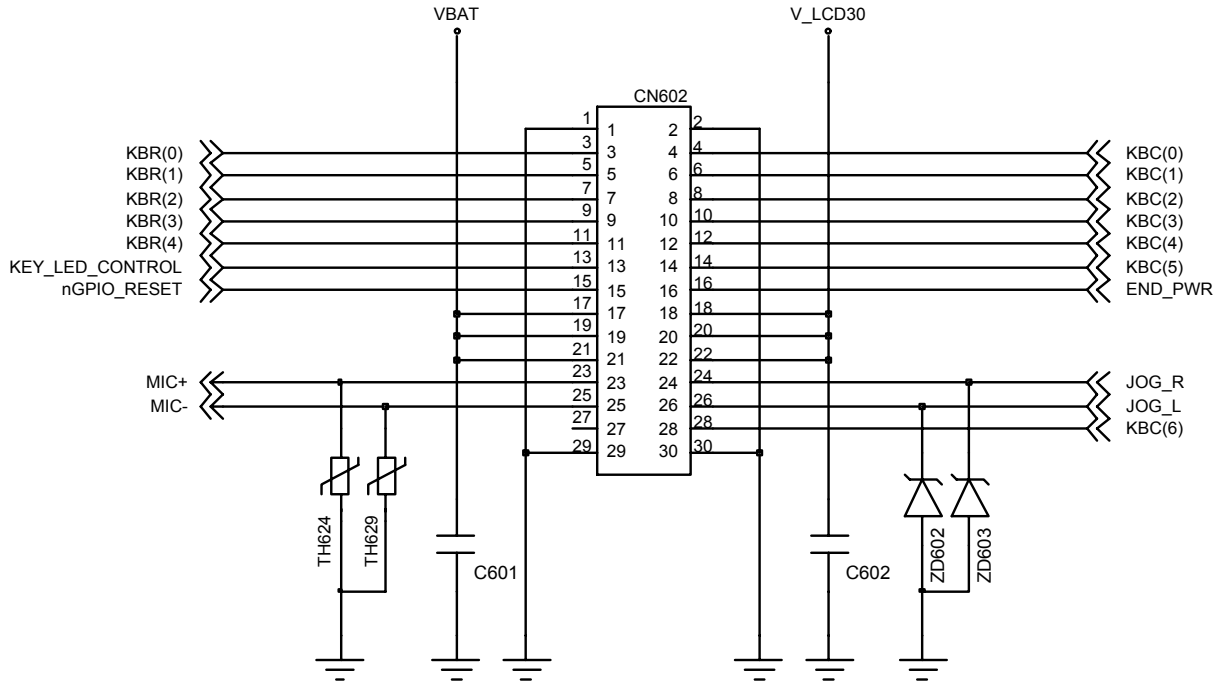 VBAT V_LCD30
CN602
1 1 2 2
KBR(0) 3 3 4 4 KBC(0)
KBR(1) 5 5 6 6 KBC(1)
KBR(2) 7 7 8 8 KBC(2)
KBR(3) 9 9 10 10 KBC(3)
KBR(4) 11 11 12 12 KBC(4)
KEY_LED_CONTROL 13 13 14 14 KBC(5)
nGPIO_RESET 15 15 16 16 END_PWR
17 17 18 18
19 19 20 20
21 21 22 22
MIC+ 23 23 24 24 JOG_R
MIC- 25 25 26 26 JOG_L
27 27 28 28 KBC(6)
29 29 30 30
TH624 TH629 C601 C602 ZD602 ZD603